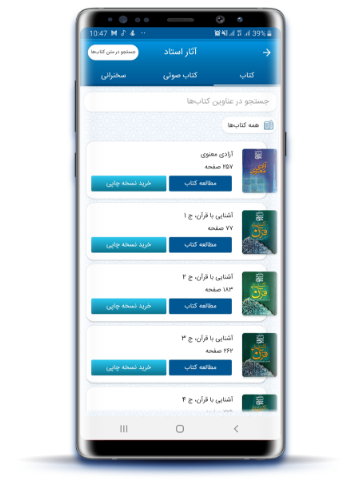 10:47
39%
آثار استاد
جستجو در متن کتاب‌ها
کتاب
کتاب صوتی
سخنرانی
جستجو در عناوین کتاب‌ها
همه کتاب‌ها
آزادی معنوی
۲۵۷ صفحه
مطالعه کتاب
خرید نسخه چاپی
آشنایی با قرآن، ج ۱
۷۷ صفحه
مطالعه کتاب
خرید نسخه چاپی
آشنایی با قرآن، ج ۲
۱۸۳ صفحه
مطالعه کتاب
خرید نسخه چاپی
آشنایی با قرآن، ج ۳
۲۶۲ صفحه
مطالعه کتاب
خرید نسخه چاپی
آشنایی با قرآن، ج ۴